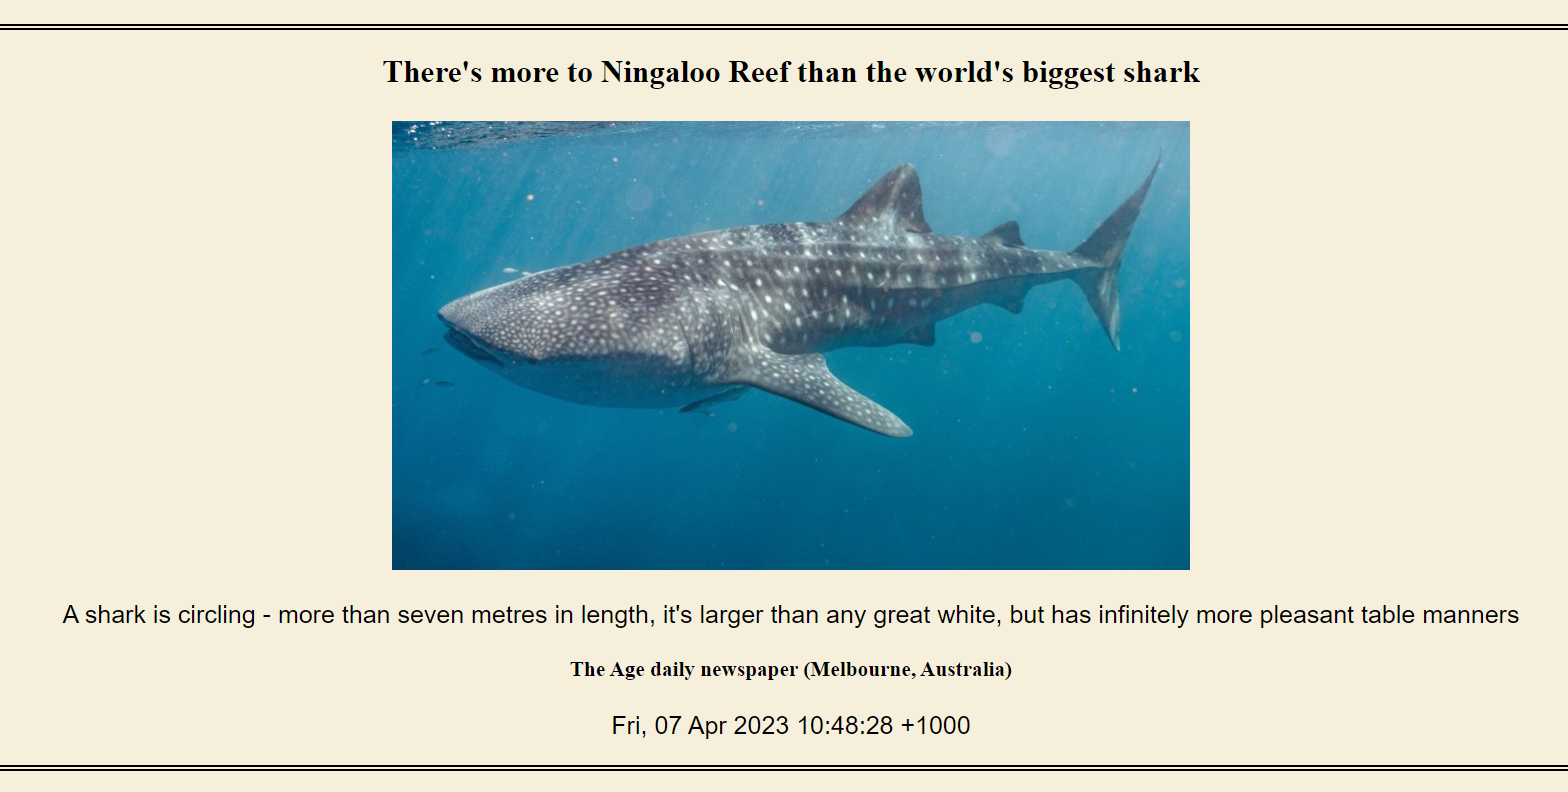 There's more to Ningaloo Reef than the world's biggest shark
A shark is circling - more than seven metres in length, it's larger than any great white, but has infinitely more pleasant table manners
The Age daily newspaper (Melbourne, Australia)
Fri, 07 Apr 2023 10:48:28 +1000